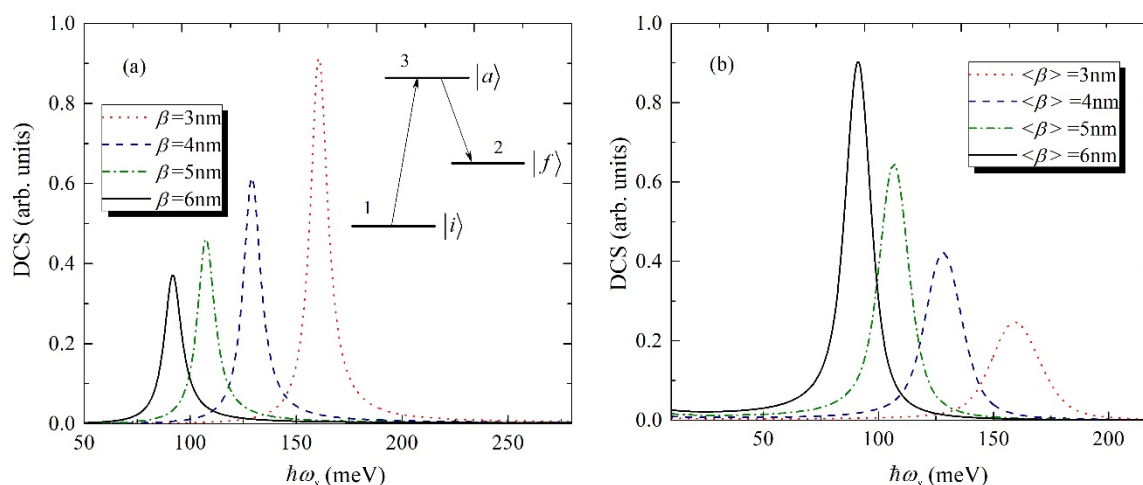 (a)
3
|a⟩
2
|f⟩
1
|i⟩
β=3nm
β=4nm
β=5nm
β=6nm
DCS (arb. units)
1.0
0.8
0.6
0.4
0.2
0.0
50 100 150 200 250
ħωs (meV)
(b)
<β> =3nm
<β> =4nm
<β> =5nm
<β> =6nm
DCS (arb. units)
1.0
0.8
0.6
0.4
0.2
0.0
50 100 150 200
ħωs (meV)